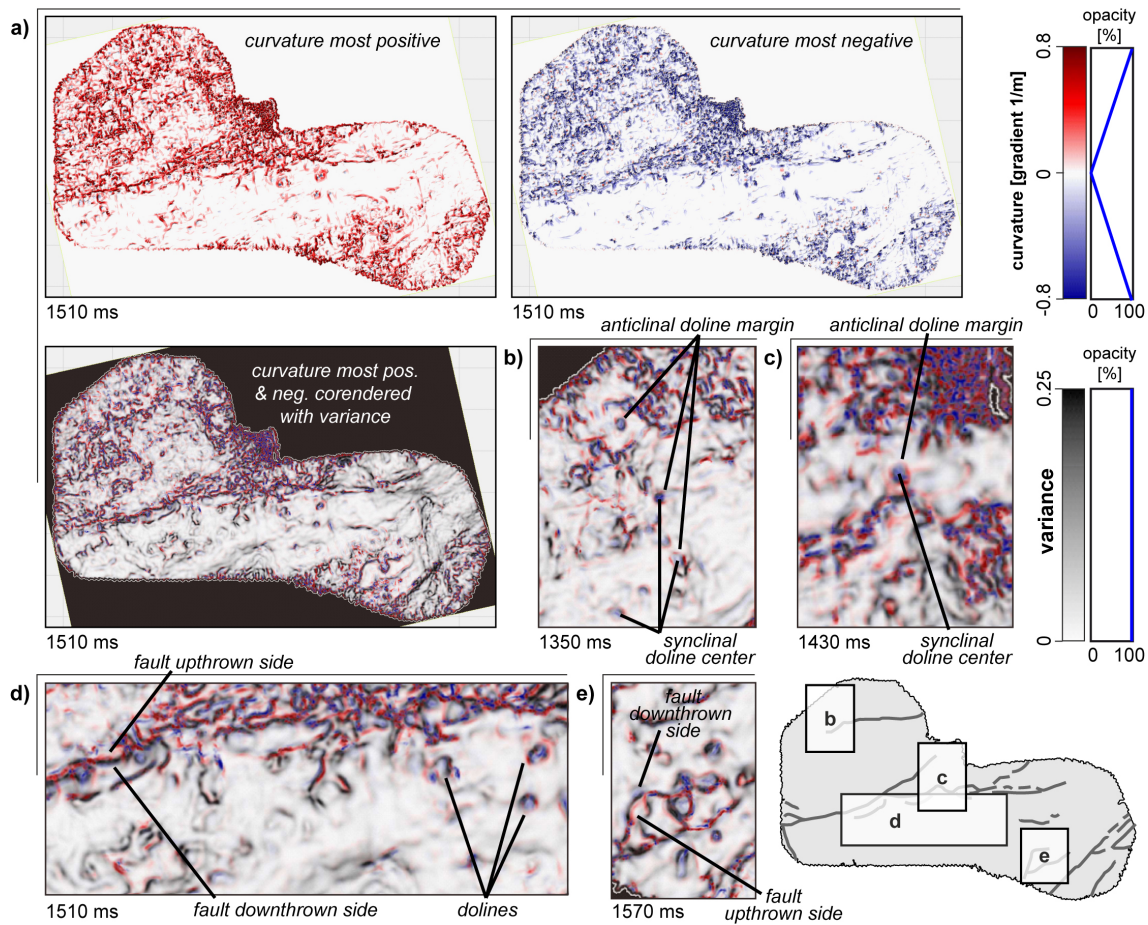 a)
curvature most positive
1510 ms
curvature most negative
opacity
[%]
0.8
0
-0.8
curvature [gradient 1/m]
0 100
curvature most pos.
& neg. corendered
with variance
1510 ms
b)
anticlinal doline margin
1350 ms
synclinal
doline center
c)
anticlinal doline margin
1430 ms
synclinal
doline center
opacity
[%]
0.25
variance
0
0 100
d)
fault upthrown side
1510 ms
fault downthrown side
dolines
e)
fault
downthrown
side
1570 ms
fault
upthrown side
b
c
d
e